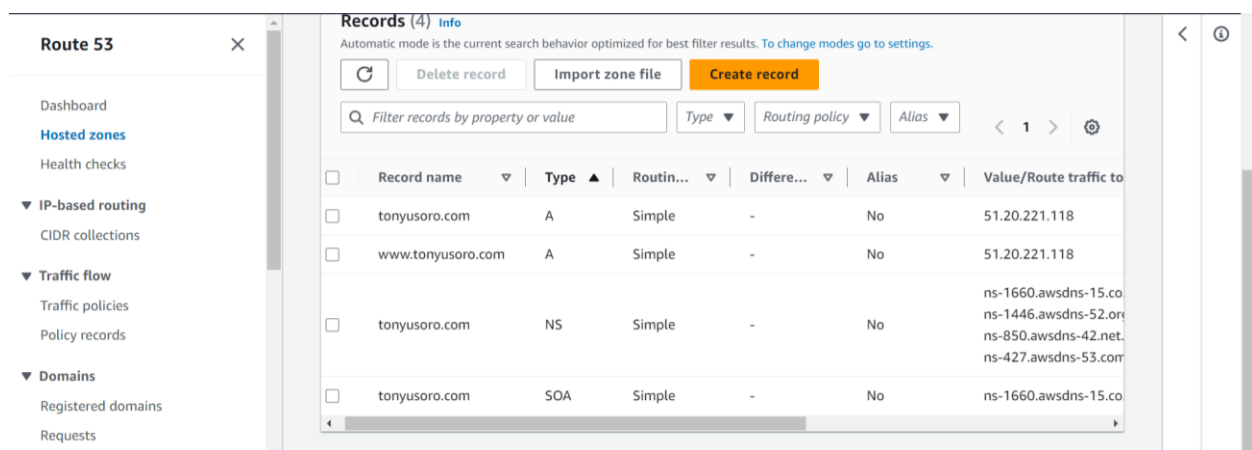 Route 53
Dashboard
Hosted zones
Health checks
IP-based routing
CIDR collections
Traffic flow
Traffic policies
Policy records
Domains
Registered domains
Requests
Records (4) Info
Automatic mode is the current search behavior optimized for best filter results. To change modes go to settings.
Delete record Import zone file Create record
Filter records by property or value Type Routing policy Alias 1
Record name Type Routin... Differe... Alias Value/Route traffic to
tonyusoro.com A Simple - No 51.20.221.118
www.tonyusoro.com A Simple - No 51.20.221.118
ns-1660.awsdns-15.co
ns-1446.awsdns-52.org
tonyusoro.com NS Simple - No
ns-850.awsdns-42.net.
ns-427.awsdns-53.com
tonyusoro.com SOA Simple - No ns-1660.awsdns-15.co